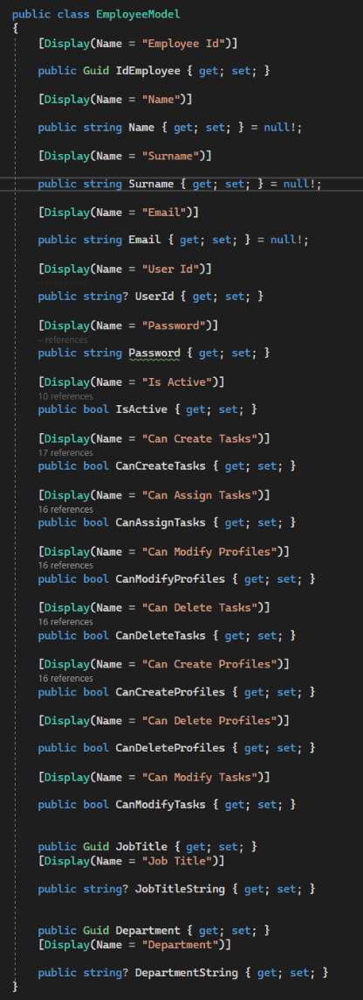 public class EmployeeModel
{
[Display(Name = "Employee Id")]
public Guid IdEmployee { get; set; }
[Display(Name = "Name")]
public string Name { get; set; } = null!;
[Display(Name = "Surname")]
public string Surname { get; set; } = null!;
[Display(Name = "Email")]
public string Email { get; set; } = null!;
[Display(Name = "User Id")]
– references
public string? UserId { get; set; }
[Display(Name = "Password")]
– references
public string Password { get; set; }
[Display(Name = "Is Active")]
10 references
public bool IsActive { get; set; }
[Display(Name = "Can Create Tasks")]
17 references
public bool CanCreateTasks { get; set; }
[Display(Name = "Can Assign Tasks")]
16 references
public bool CanAssignTasks { get; set; }
[Display(Name = "Can Modify Profiles")]
16 references
public bool CanModifyProfiles { get; set; }
[Display(Name = "Can Delete Tasks")]
16 references
public bool CanDeleteTasks { get; set; }
[Display(Name = "Can Create Profiles")]
16 references
public bool CanCreateProfiles { get; set; }
[Display(Name = "Can Delete Profiles")]
public bool CanDeleteProfiles { get; set; }
[Display(Name = "Can Modify Tasks")]
public bool CanModifyTasks { get; set; }
public Guid JobTitle { get; set; }
[Display(Name = "Job Title")]
public string? JobTitleString { get; set; }
public Guid Department { get; set; }
[Display(Name = "Department")]
public string? DepartmentString { get; set; }
}